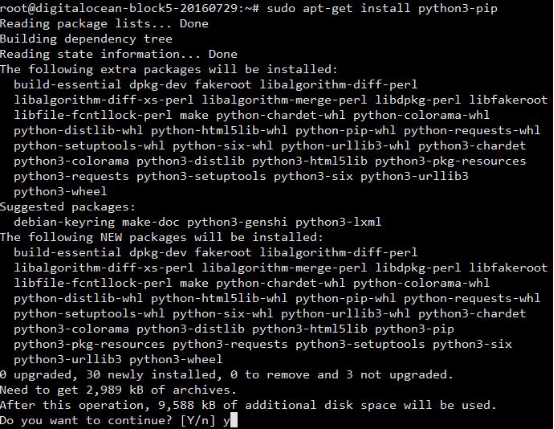 root@digitalocean-block5-20160729:~# sudo apt-get install python3-pip
Reading package lists... Done
Building dependency tree
Reading state information... Done
The following extra packages will be installed:
  build-essential dpkg-dev fakeroot libalgorithm-diff-perl
  libalgorithm-diff-xs-perl libalgorithm-merge-perl libdpkg-perl libfakeroot
  libfile-fcntllock-perl make python-chardet-whl python-colorama-whl
  python-distlib-whl python-html5lib-whl python-pip-whl python-requests-whl
  python-setuptools-whl python-six-whl python-urllib3-whl python3-chardet
  python3-colorama python3-distlib python3-html5lib python3-pkg-resources
  python3-requests python3-setuptools python3-six python3-urllib3
  python3-wheel
Suggested packages:
  debian-keyring make-doc python3-genshi python3-lxml
The following NEW packages will be installed:
  build-essential dpkg-dev fakeroot libalgorithm-diff-perl
  libalgorithm-diff-xs-perl libalgorithm-merge-perl libdpkg-perl libfakeroot
  libfile-fcntllock-perl make python-chardet-whl python-colorama-whl
  python-distlib-whl python-html5lib-whl python-pip-whl python-requests-whl
  python-setuptools-whl python-six-whl python-urllib3-whl python3-chardet
  python3-colorama python3-distlib python3-html5lib python3-pip
  python3-pkg-resources python3-requests python3-setuptools python3-six
  python3-urllib3 python3-wheel
0 upgraded, 30 newly installed, 0 to remove and 3 not upgraded.
Need to get 2,989 kB of archives.
After this operation, 9,588 kB of additional disk space will be used.
Do you want to continue? [Y/n] y